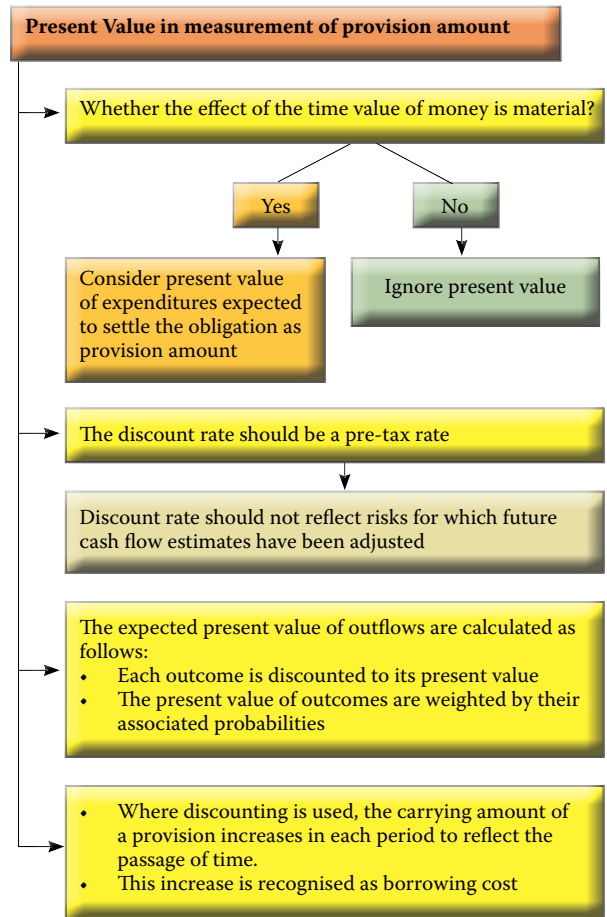 Present Value in measurement of provision amount
Whether the effect of the time value of money is material?
Yes
No
Consider present value
of expenditures expected
to settle the obligation as
provision amount
Ignore present value
The discount rate should be a pre-tax rate
Discount rate should not reflect risks for which future
cash flow estimates have been adjusted
The expected present value of outflows are calculated as
follows:
• Each outcome is discounted to its present value
• The present value of outcomes are weighted by their
associated probabilities
• Where discounting is used, the carrying amount of
a provision increases in each period to reflect the
passage of time.
• This increase is recognised as borrowing cost